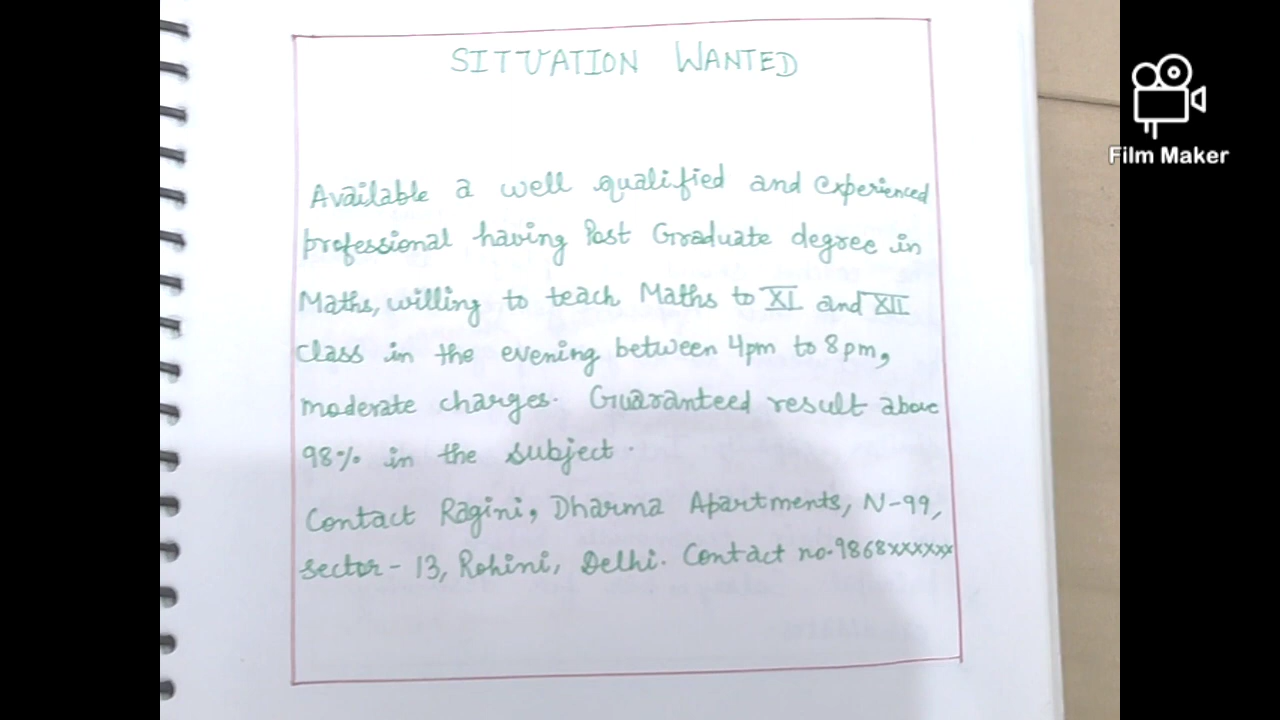 SITUATION WANTED
Available a well qualified and experienced
professional having Post Graduate degree in
Maths, willing to teach Maths to XI and XII
class in the evening between 4pm to 8pm,
moderate charges. Guaranteed result above
98% in the subject.
Contact Ragini, Dharma Apartments, N-99,
sector - 13, Rohini, Delhi. Contact no. 9868xxxxxx
Film Maker